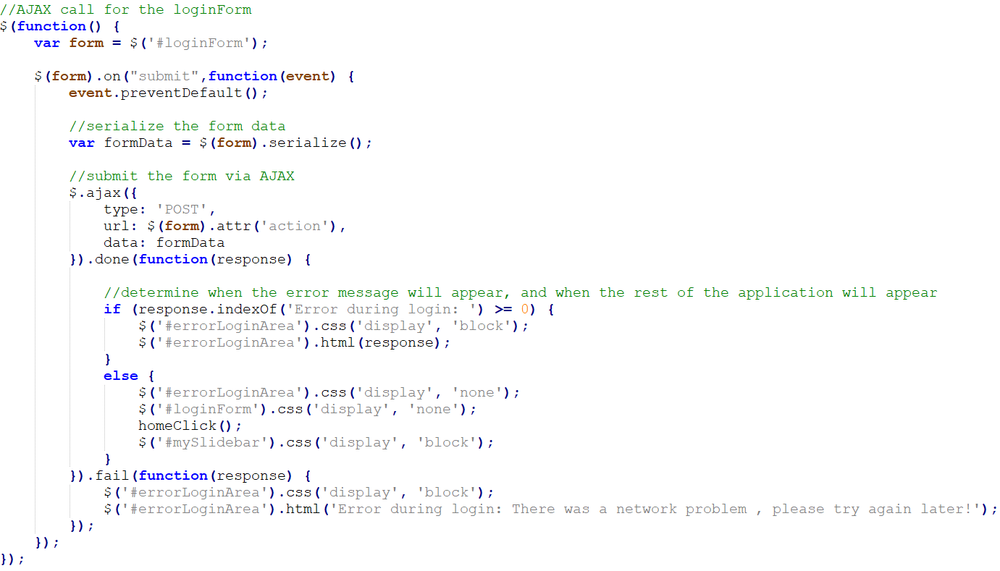 //AJAX call for the loginForm
$(function() {
    var form = $('#loginForm');

    $(form).on("submit",function(event) {
        event.preventDefault();

        //serialize the form data
        var formData = $(form).serialize();

        //submit the form via AJAX
        $.ajax({
            type: 'POST',
            url: $(form).attr('action'),
            data: formData
        }).done(function(response) {

            //determine when the error message will appear, and when the rest of the application will appear
            if (response.indexOf('Error during login: ') >= 0) {
                $('#errorLoginArea').css('display', 'block');
                $('#errorLoginArea').html(response);
            }
            else {
                $('#errorLoginArea').css('display', 'none');
                $('#loginForm').css('display', 'none');
                homeClick();
                $('#mySlidebar').css('display', 'block');
            }
        }).fail(function(response) {
            $('#errorLoginArea').css('display', 'block');
            $('#errorLoginArea').html('Error during login: There was a network problem , please try again later!');
        });
    });
});